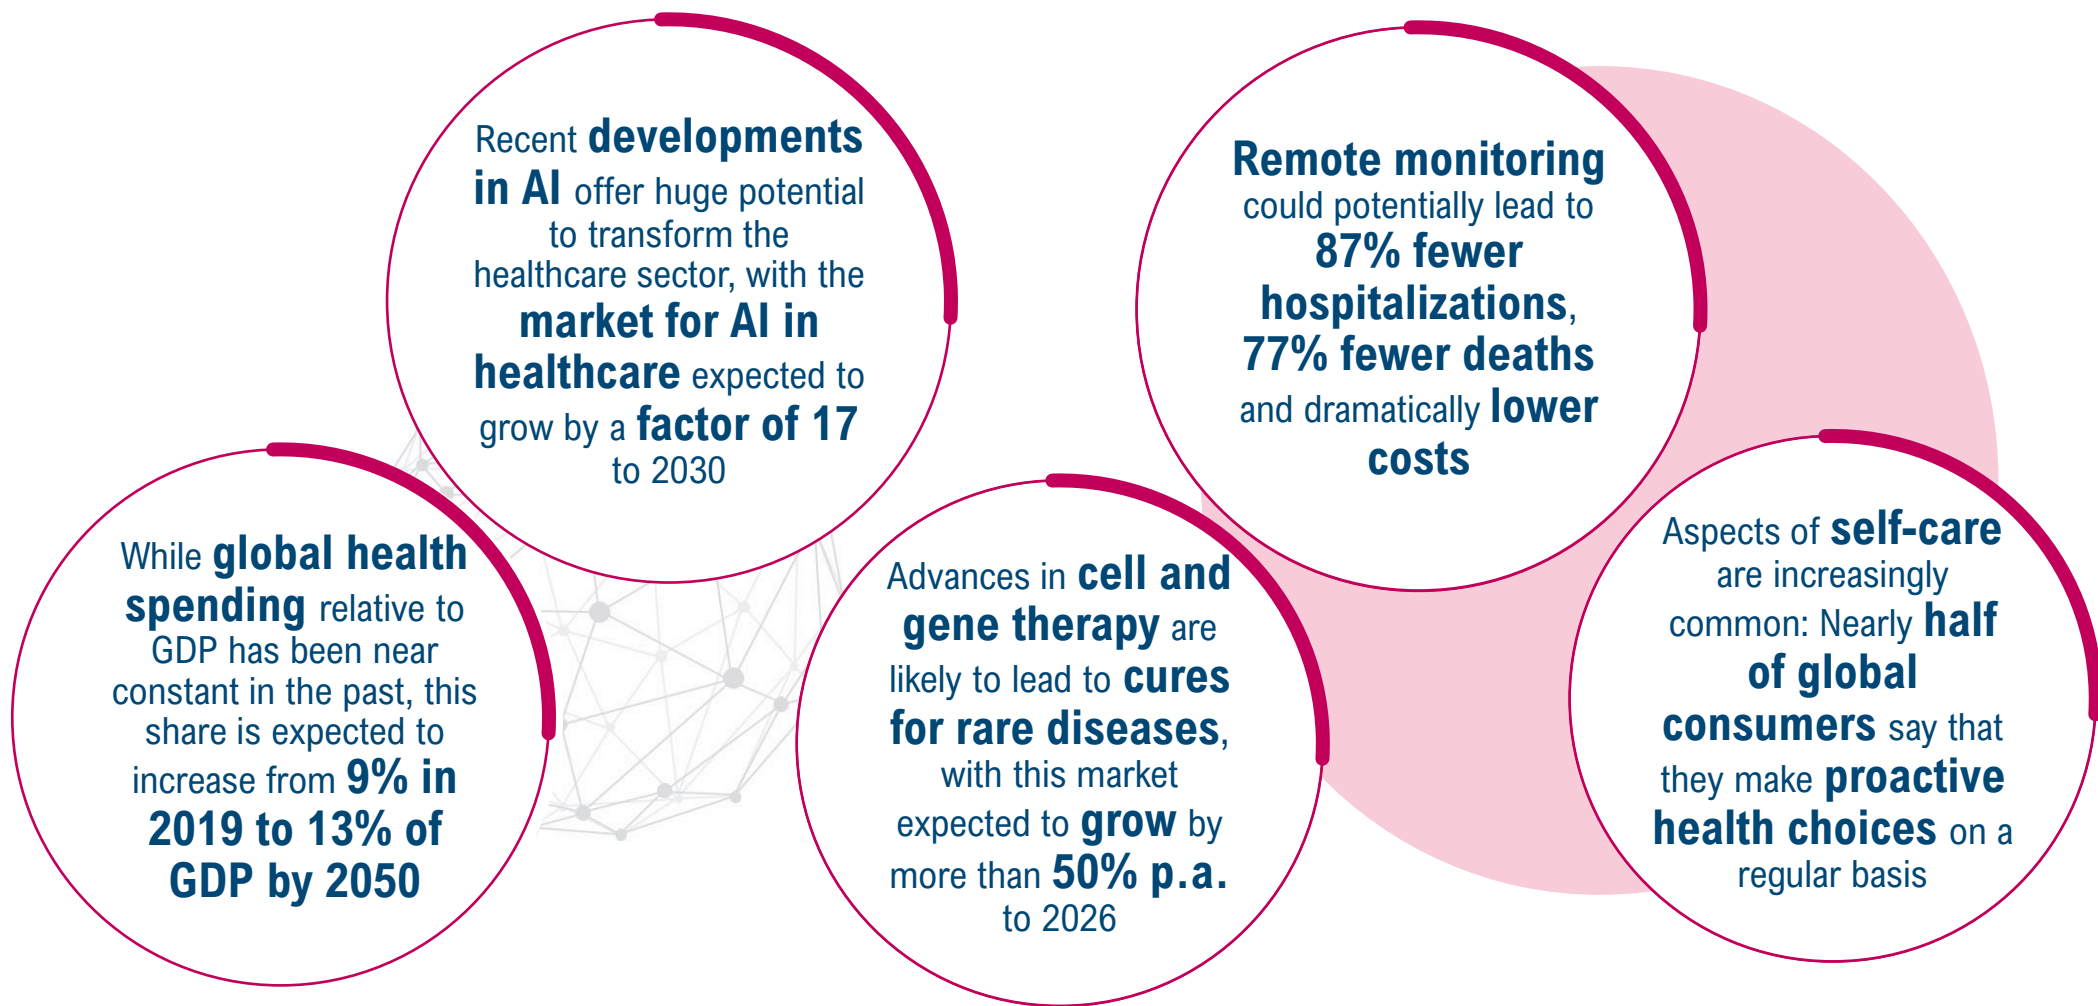 While global health
spending relative to
GDP has been near
constant in the past, this
share is expected to
increase from 9% in
2019 to 13% of
GDP by 2050
Recent developments
in AI offer huge potential
to transform the
healthcare sector, with the
market for AI in
healthcare expected to
grow by a factor of 17
to 2030
Advances in cell and
gene therapy are
likely to lead to cures
for rare diseases,
with this market
expected to grow by
more than 50% p.a.
to 2026
Remote monitoring
could potentially lead to
87% fewer
hospitalizations,
77% fewer deaths
and dramatically lower
costs
Aspects of self-care
are increasingly
common: Nearly half
of global
consumers say that
they make proactive
health choices on a
regular basis